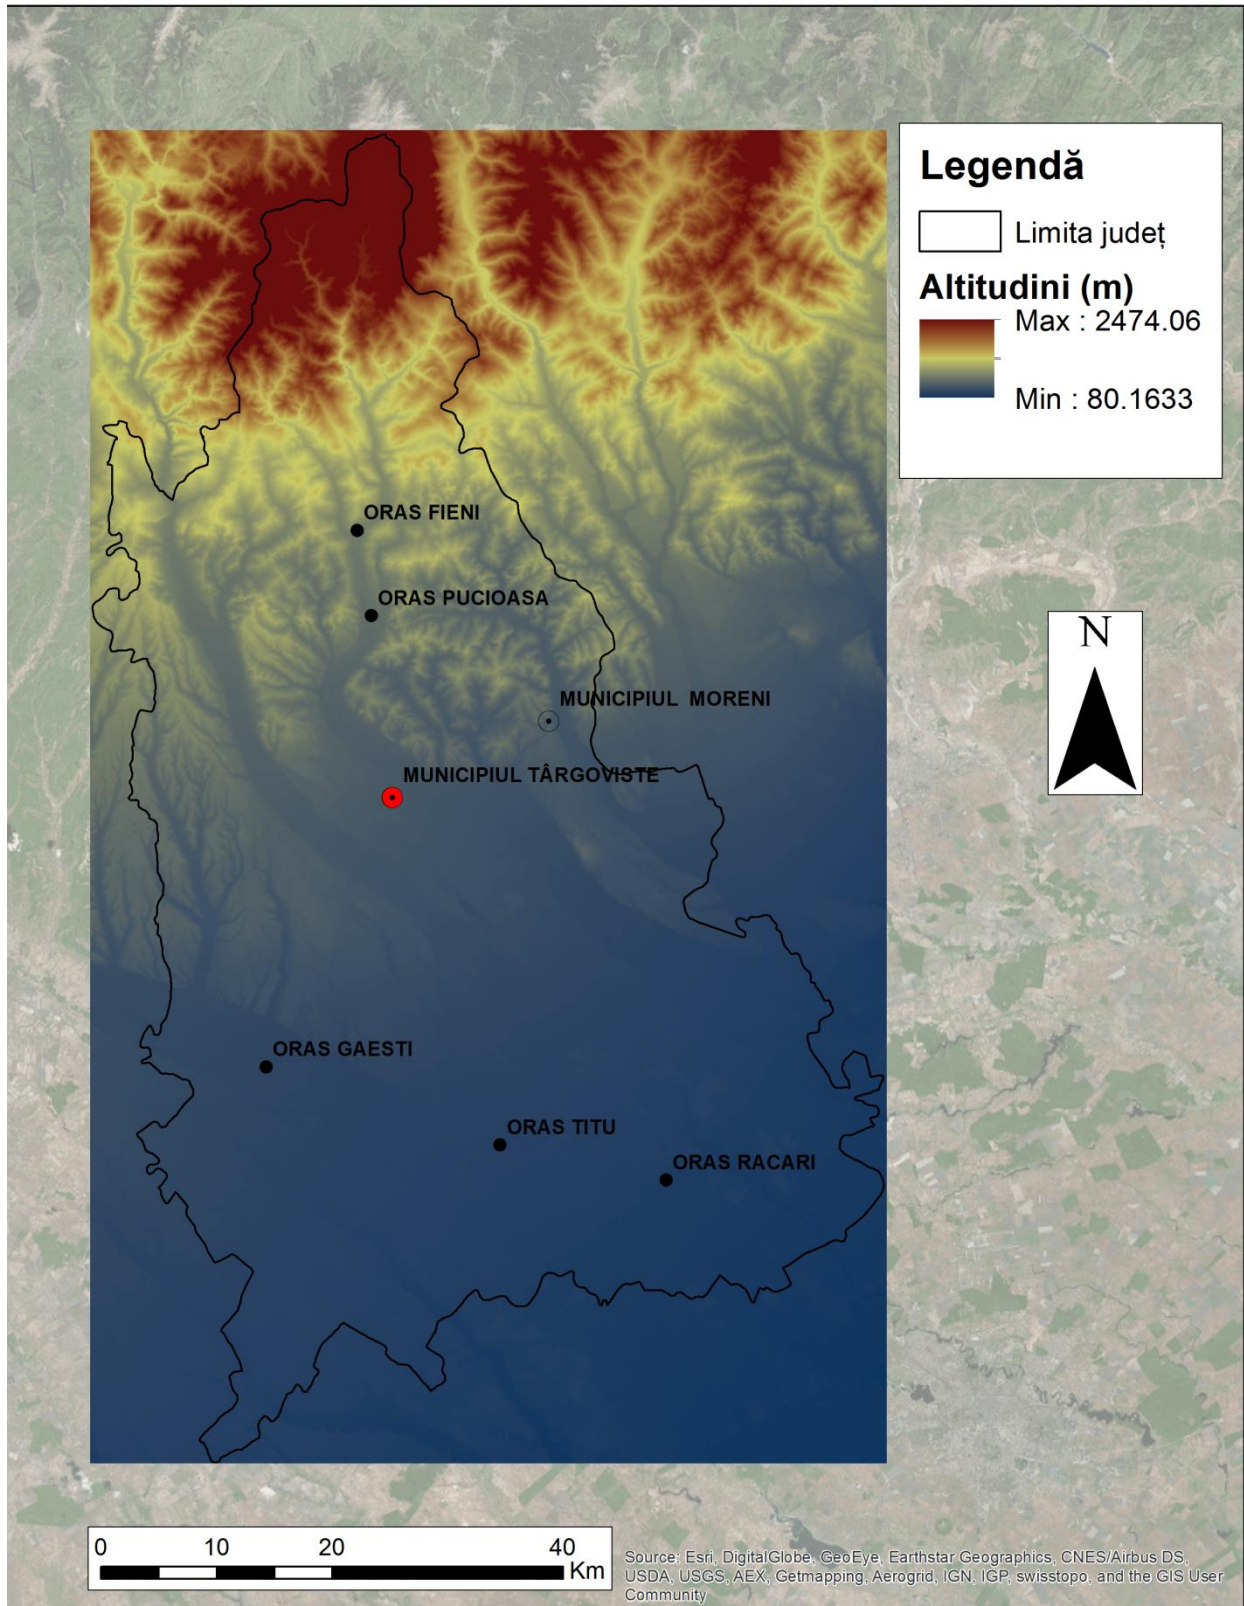 Legendă
Limita județ
Altitudini (m)
Max : 2474.06
Min : 80.1633
ORAS FIENI
ORAS PUCIOASA
N
MUNICIPIUL MORENI
MUNICIPIUL TÂRGOVISTE
ORAS GAESTI
ORAS TITU
ORAS RACARI
0 10 20 40
Km
Source: Esri, DigitalGlobe, GeoEye, Earthstar Geographics, CNES/Airbus DS,
USDA, USGS, AEX, Getmapping, Aerogrid, IGN, IGP, swisstopo, and the GIS User
Community